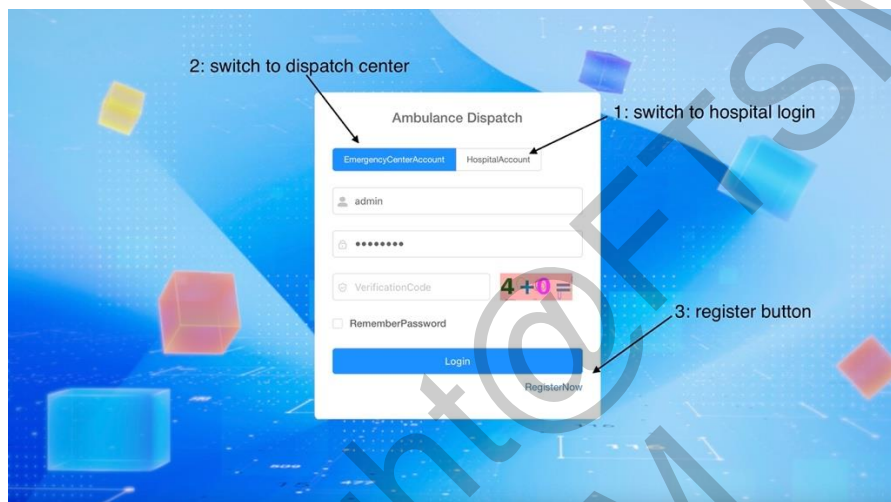 2: switch to dispatch center
1: switch to hospital login
Ambulance Dispatch
EmergencyCenterAccount HospitalAccount
admin
VerificationCode 4+0=
RememberPassword
3: register button
Login
RegisterNow